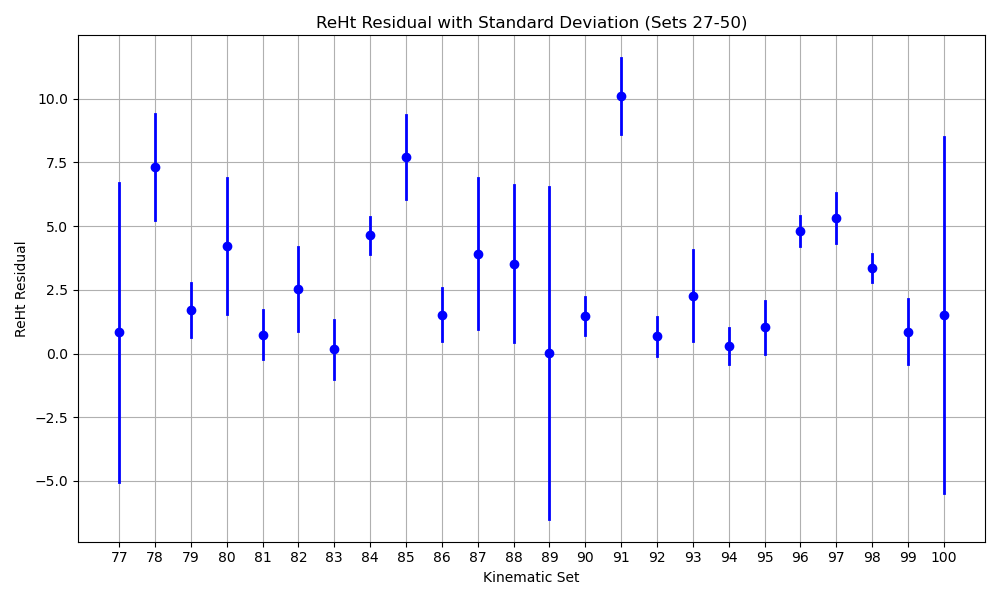 ReHt Residual with Standard Deviation (Sets 27-50)
10.0
7.5
5.0
2.5
0.0
−2.5
−5.0
ReHt Residual
77 78 79 80 81 82 83 84 85 86 87 88 89 90 91 92 93 94 95 96 97 98 99 100
Kinematic Set